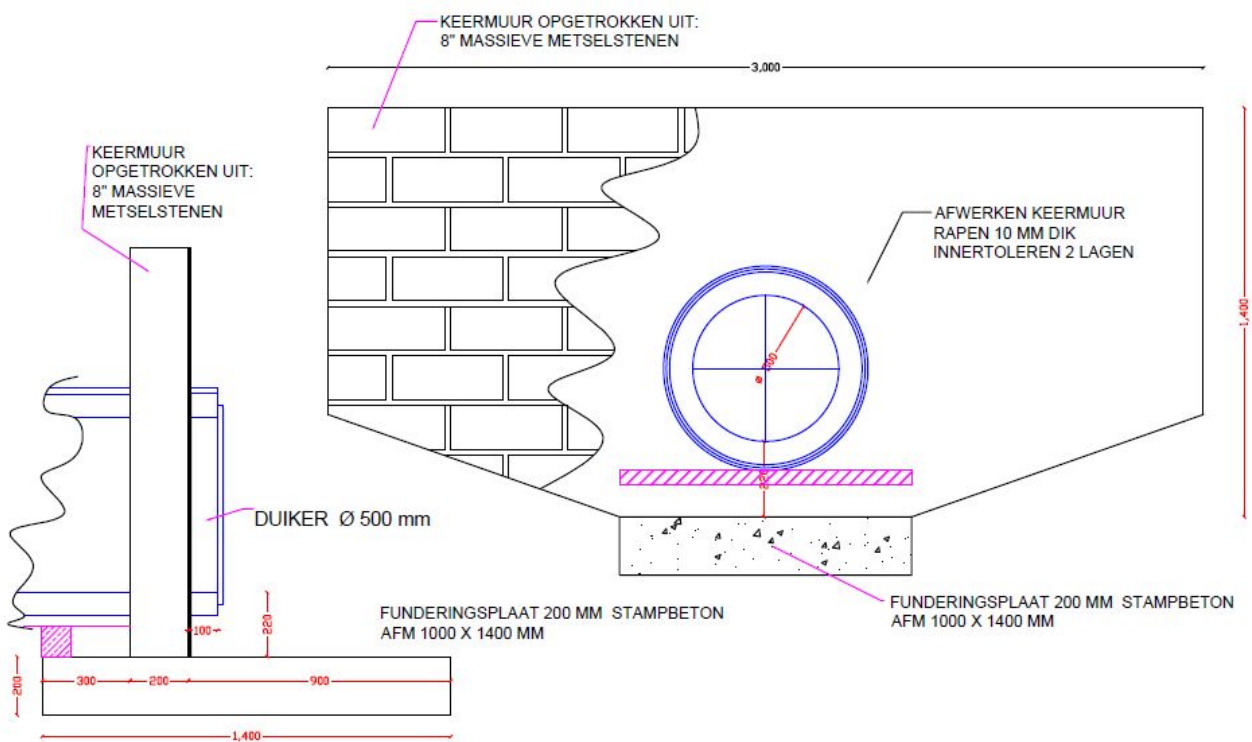 KEERMUUR OPGETROKKEN UIT:
8" MASSIEVE METSELSTENEN
3,000
KEERMUUR
OPGETROKKEN UIT:
8" MASSIEVE
METSELSTENEN
AFWERKEN KEERMUUR
RAPEN 10 MM DIK
INNERTOLEREN 2 LAGEN
1,400
220
DUIKER Ø 500 mm
100
220
FUNDERINGSPLAAT 200 MM STAMPBETON
AFM 1000 X 1400 MM
FUNDERINGSPLAAT 200 MM STAMPBETON
AFM 1000 X 1400 MM
200
300
200
900
1,400